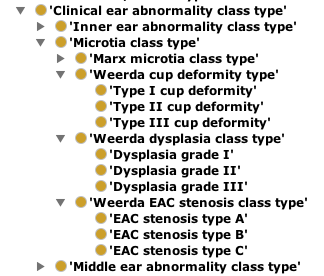 'Clinical ear abnormality class type'
'Inner ear abnormality class type'
'Microtia class type'
'Marx microtia class type'
'Weerda cup deformity type'
'Type I cup deformity'
'Type II cup deformity'
'Type III cup deformity'
'Weerda dysplasia class type'
'Dysplasia grade I'
'Dysplasia grade II'
'Dysplasia grade III'
'Weerda EAC stenosis class type'
'EAC stenosis type A'
'EAC stenosis type B'
'EAC stenosis type C'
'Middle ear abnormality class type'